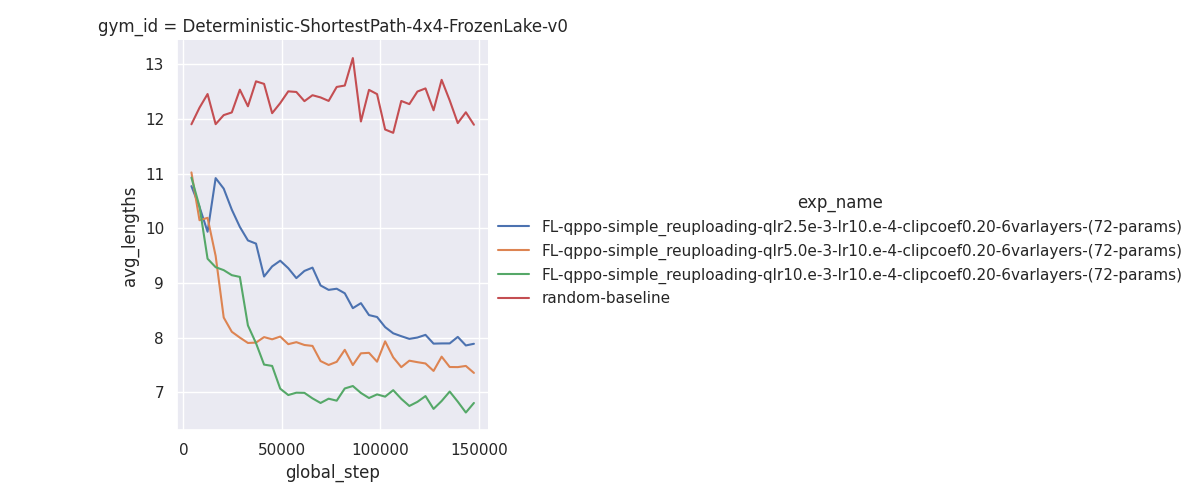 gym_id = Deterministic-ShortestPath-4x4-FrozenLake-v0
13
12
11
10
9
8
7
avg_lengths
0
50000
100000
150000
global_step
exp_name
FL-qppo-simple_reuploading-qlr2.5e-3-lr10.e-4-clipcoef0.20-6varlayers-(72-params)
FL-qppo-simple_reuploading-qlr5.0e-3-lr10.e-4-clipcoef0.20-6varlayers-(72-params)
FL-qppo-simple_reuploading-qlr10.e-3-lr10.e-4-clipcoef0.20-6varlayers-(72-params)
random-baseline